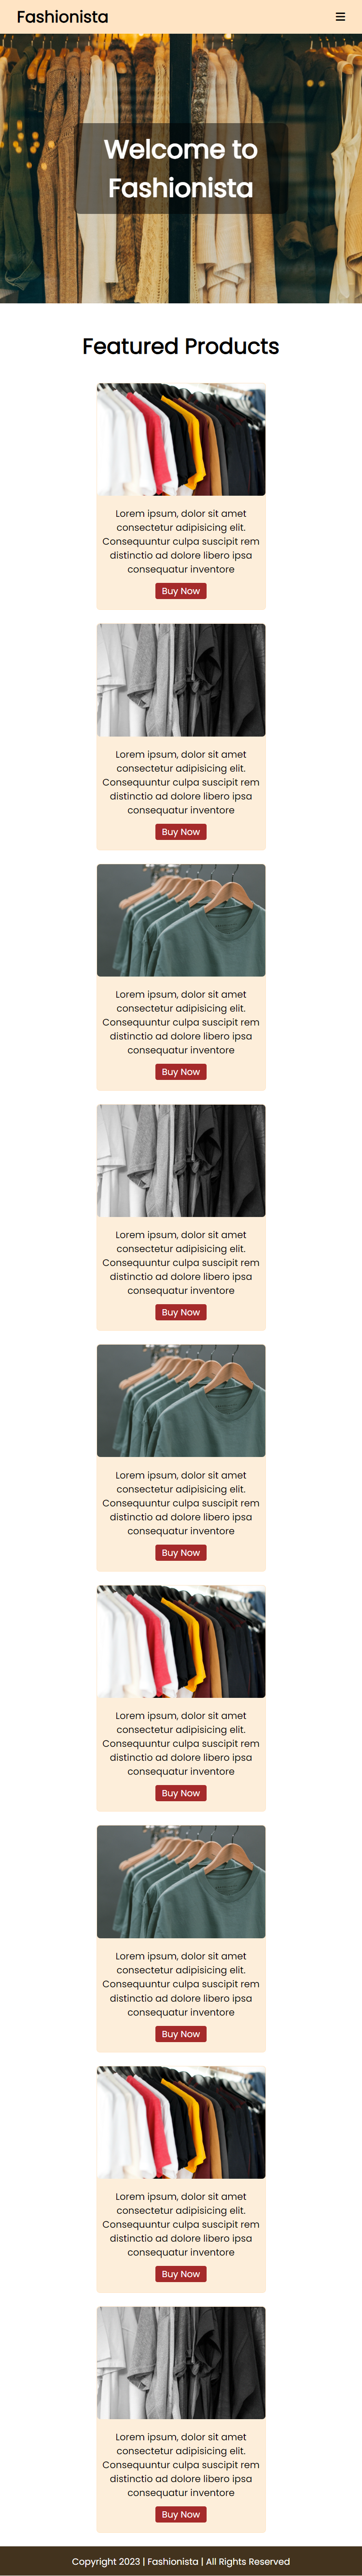 Fashionista
Welcome to
Fashionista
Featured Products
Lorem ipsum, dolor sit amet
consectetur adipisicing elit.
Consequuntur culpa suscipit rem
distinctio ad dolore libero ipsa
consequatur inventore
Buy Now
Lorem ipsum, dolor sit amet
consectetur adipisicing elit.
Consequuntur culpa suscipit rem
distinctio ad dolore libero ipsa
consequatur inventore
Buy Now
Lorem ipsum, dolor sit amet
consectetur adipisicing elit.
Consequuntur culpa suscipit rem
distinctio ad dolore libero ipsa
consequatur inventore
Buy Now
Lorem ipsum, dolor sit amet
consectetur adipisicing elit.
Consequuntur culpa suscipit rem
distinctio ad dolore libero ipsa
consequatur inventore
Buy Now
Lorem ipsum, dolor sit amet
consectetur adipisicing elit.
Consequuntur culpa suscipit rem
distinctio ad dolore libero ipsa
consequatur inventore
Buy Now
Lorem ipsum, dolor sit amet
consectetur adipisicing elit.
Consequuntur culpa suscipit rem
distinctio ad dolore libero ipsa
consequatur inventore
Buy Now
Lorem ipsum, dolor sit amet
consectetur adipisicing elit.
Consequuntur culpa suscipit rem
distinctio ad dolore libero ipsa
consequatur inventore
Buy Now
Lorem ipsum, dolor sit amet
consectetur adipisicing elit.
Consequuntur culpa suscipit rem
distinctio ad dolore libero ipsa
consequatur inventore
Buy Now
Lorem ipsum, dolor sit amet
consectetur adipisicing elit.
Consequuntur culpa suscipit rem
distinctio ad dolore libero ipsa
consequatur inventore
Buy Now
Copyright 2023 | Fashionista | All Rights Reserved